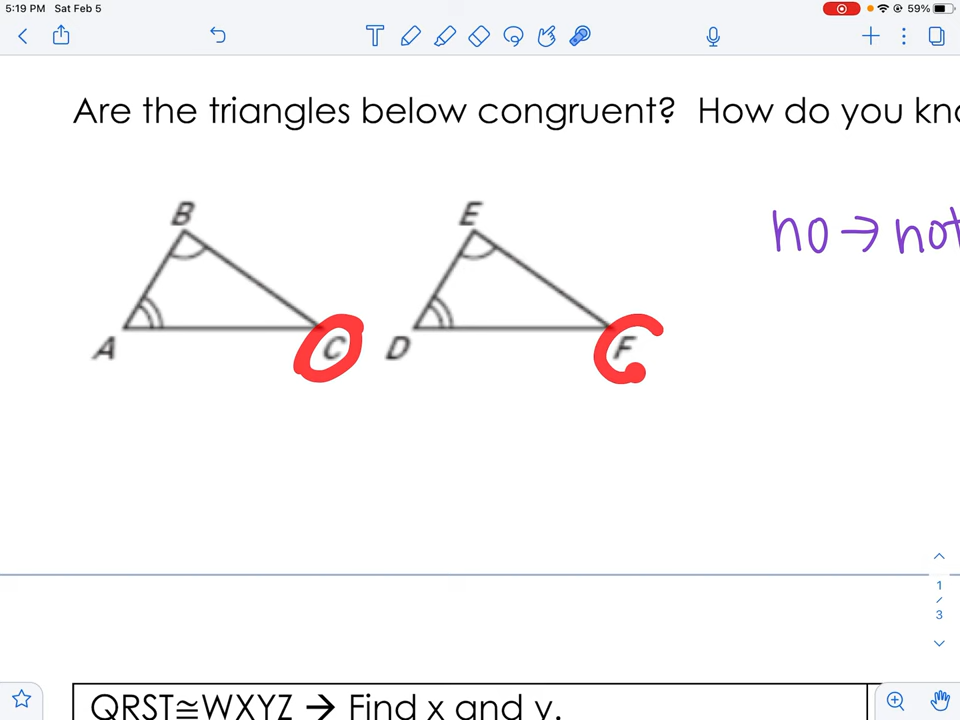 5:19 PM Sat Feb 5
59%
Are the triangles below congruent? How do you
B
E
no → not
A
C
D
F
1
/
3
QRST≅WXYZ → Find x and y.